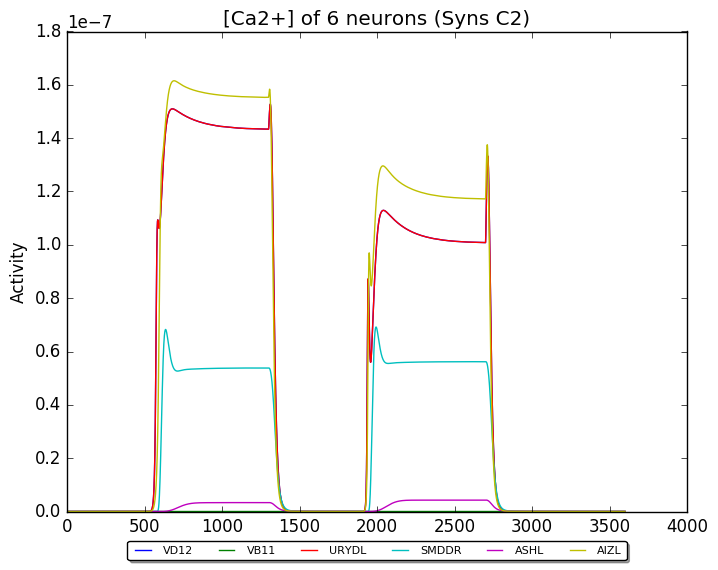 [Ca2+] of 6 neurons (Syns C2)
1e−7
1.8
1.6
1.4
1.2
1.0
0.8
0.6
0.4
0.2
0.0
Activity
0 500 1000 1500 2000 2500 3000 3500 4000
VD12 VB11 URYDL SMDDR ASHL AIZL